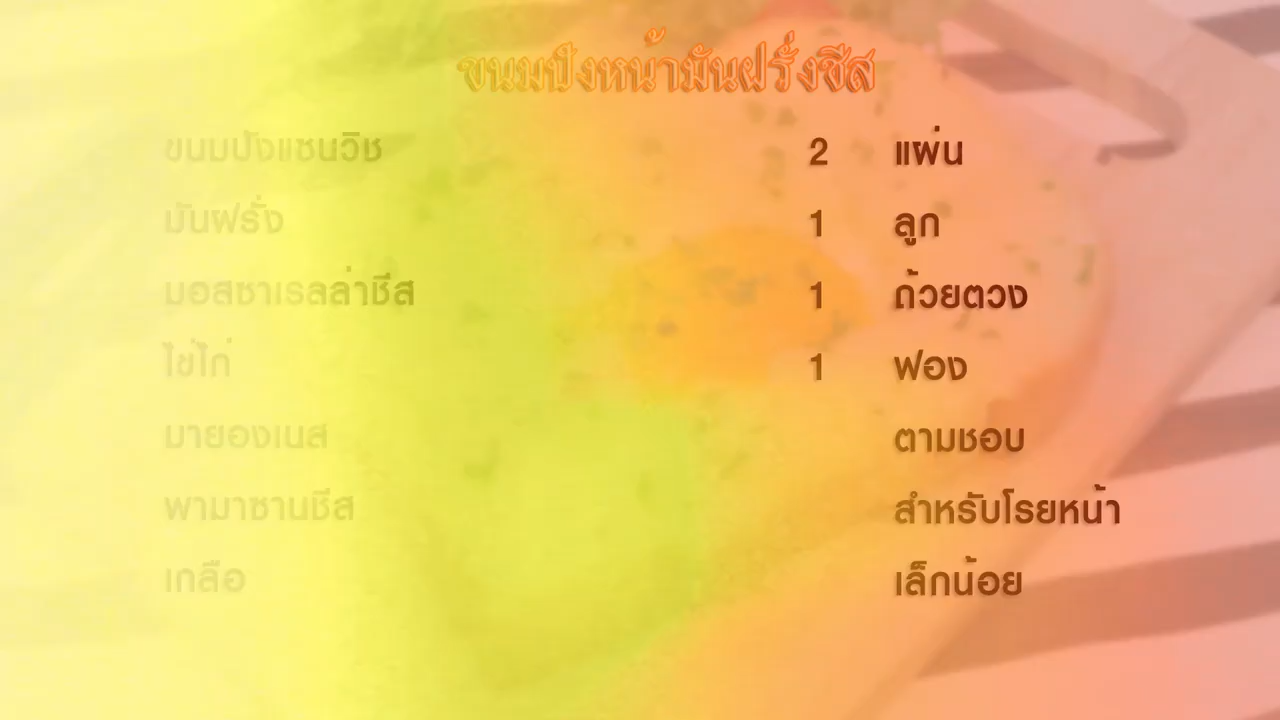 ขนมปังหน้ามันฝรั่งชีส
ขนมปังแซนวิช 2 แผ่น
มันฝรั่ง 1 ลูก
มอสซาเรลล่าชีส 1 ถ้วยตวง
ไข่ไก่ 1 ฟอง
มายองเนส ตามชอบ
พามาซานชีส สำหรับโรยหน้า
เกลือ เล็กน้อย